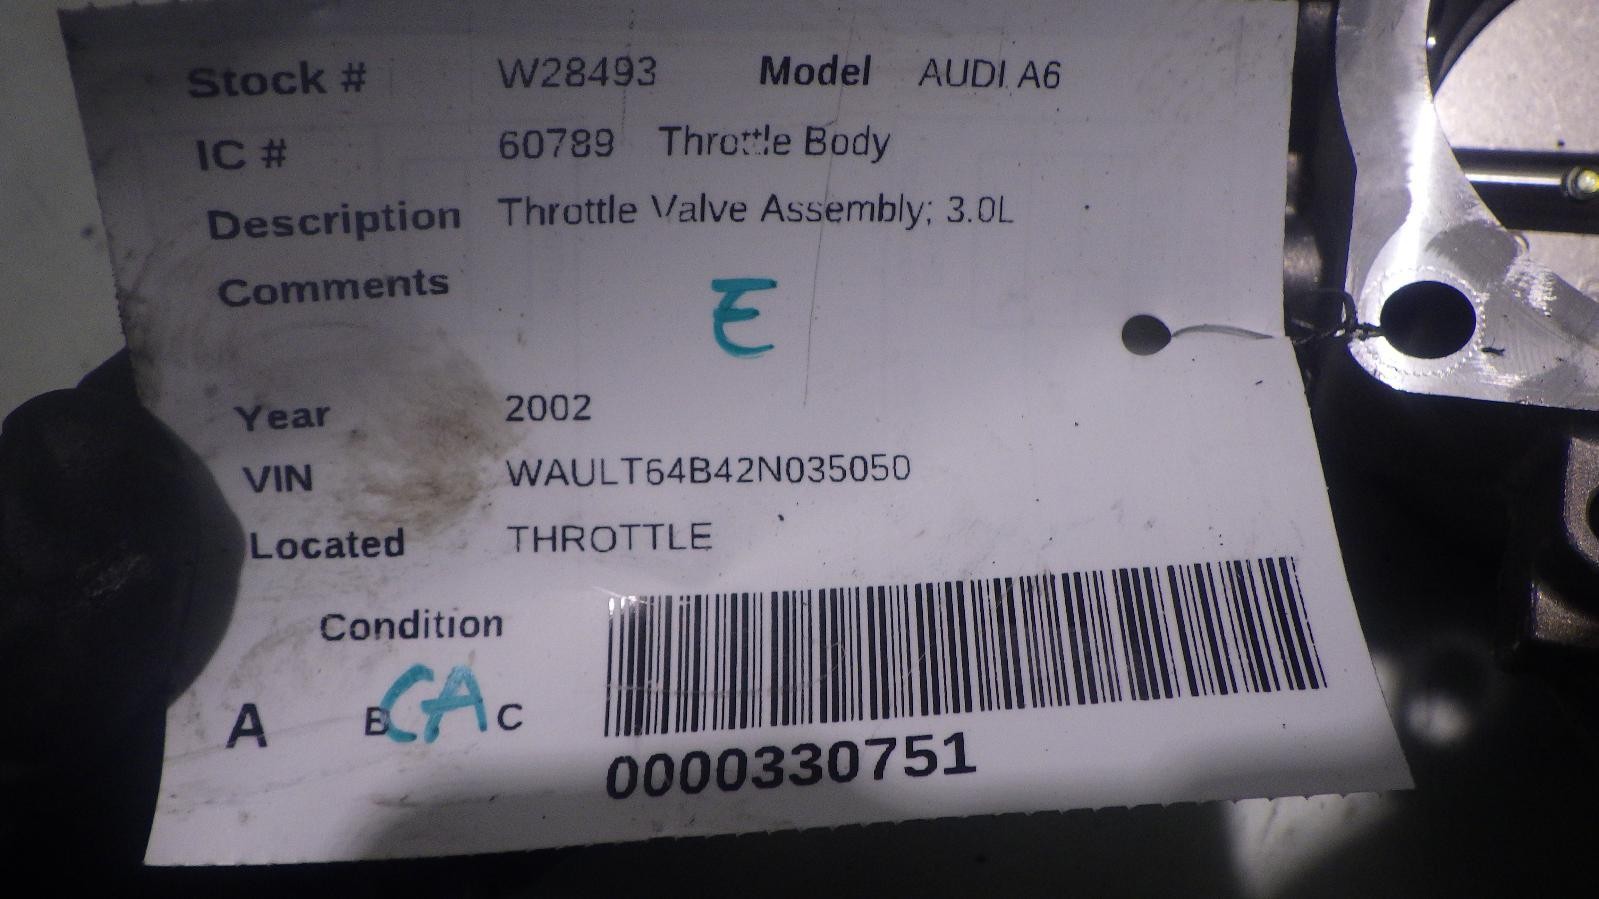 Stock # W28493 Model AUDI A6
IC # 60789 Throttle Body
Description Throttle Valve Assembly; 3.0L
Comments
E
Year 2002
VIN WAULT64B42N035050
Located THROTTLE
Condition
A B CA C
0000330751